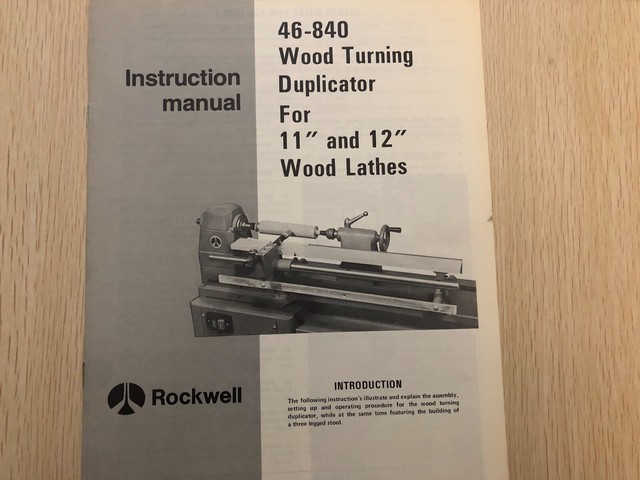 Instruction
manual
46-840
Wood Turning
Duplicator
For
11″ and 12″
Wood Lathes
Rockwell
INTRODUCTION
The following instruction's illustrate and explain the assembly,
setting up and operating procedure for the wood turning
duplicator, while at the same time featuring the building of
a three legged stool.